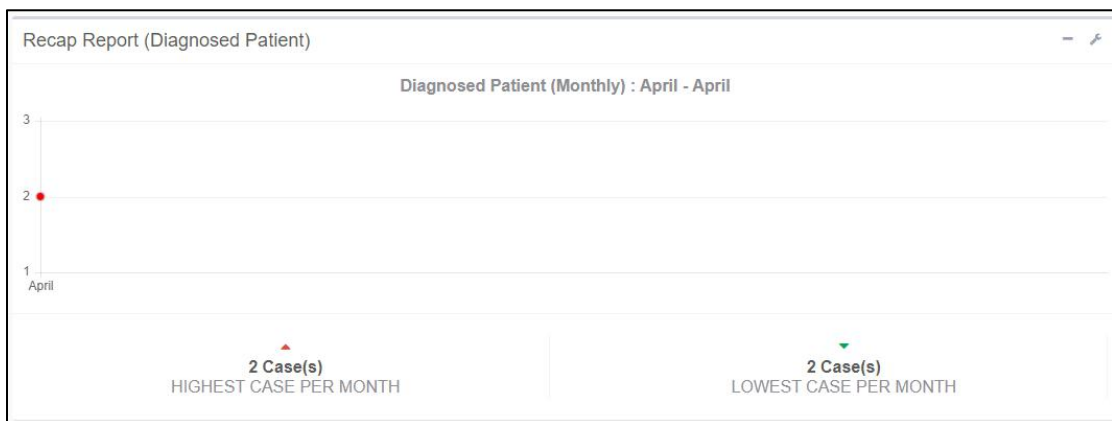 Recap Report (Diagnosed Patient)
Diagnosed Patient (Monthly) : April - April
3
2
1
April
2 Case(s)
HIGHEST CASE PER MONTH
2 Case(s)
LOWEST CASE PER MONTH